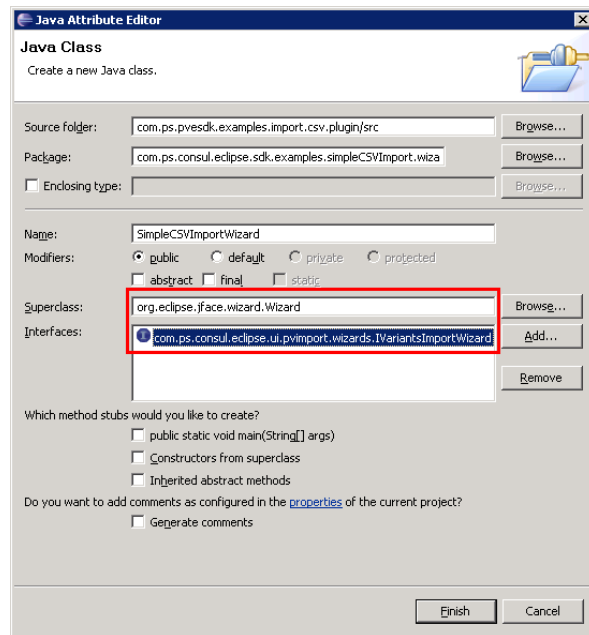 Java Attribute Editor
Java Class
Create a new Java class.
Source folder: com.ps.pvesdk.examples.import.csv.plugin/src Browse...
Package: com.ps.consul.eclipse.sdk.examples.simpleCSVImport.wiza Browse...
Enclosing type: Browse...
Name: SimpleCSVImportWizard
Modifiers: public default private protected
abstract final static
Superclass: org.eclipse.jface.wizard.Wizard Browse...
Interfaces: com.ps.consul.eclipse.ui.pvimport.wizards.IVariantsImportWizard Add...
Remove
Which method stubs would you like to create?
public static void main(String[] args)
Constructors from superclass
Inherited abstract methods
Do you want to add comments as configured in the properties of the current project?
Generate comments
Finish Cancel